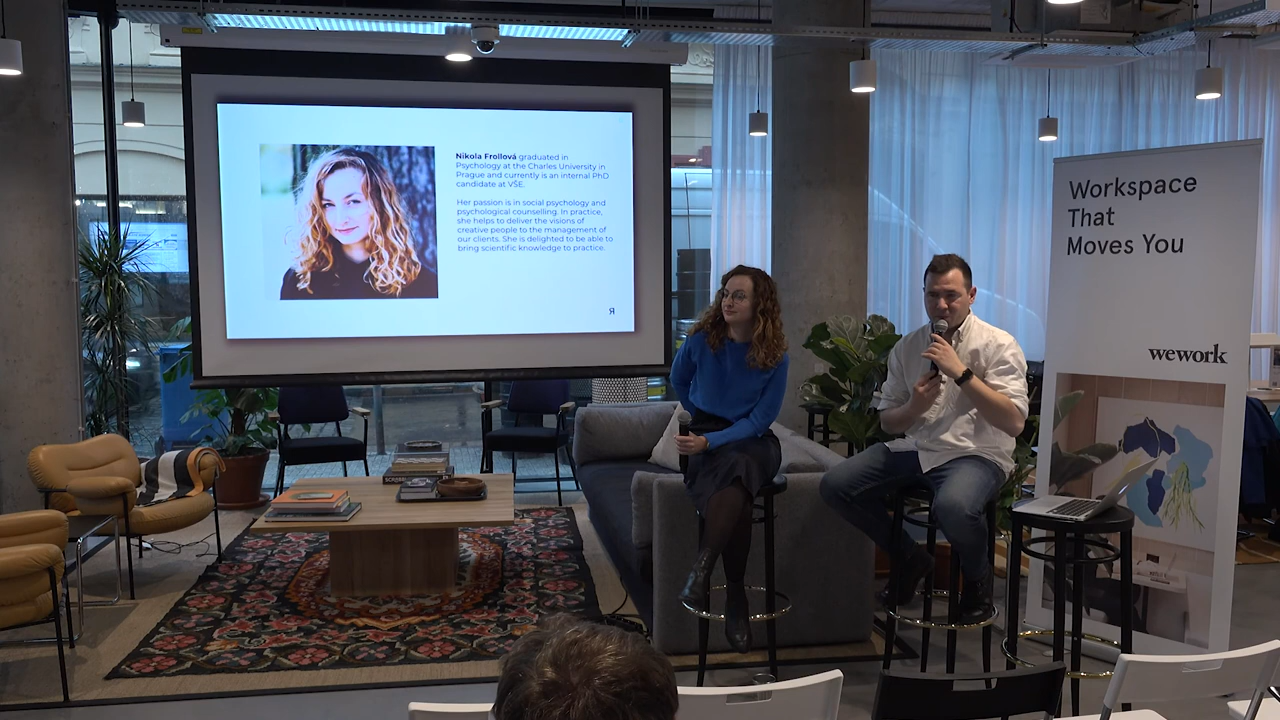 Nikola Frollová graduated in
Psychology at the Charles University in
Prague and currently is an internal PhD
candidate at VŠE.
Her passion is in social psychology and
psychological counselling. In practice,
she helps to deliver the visions of
creative people to the management of
our clients. She is delighted to be able to
bring scientific knowledge to practice.
Я
Workspace
That
Moves You
wework